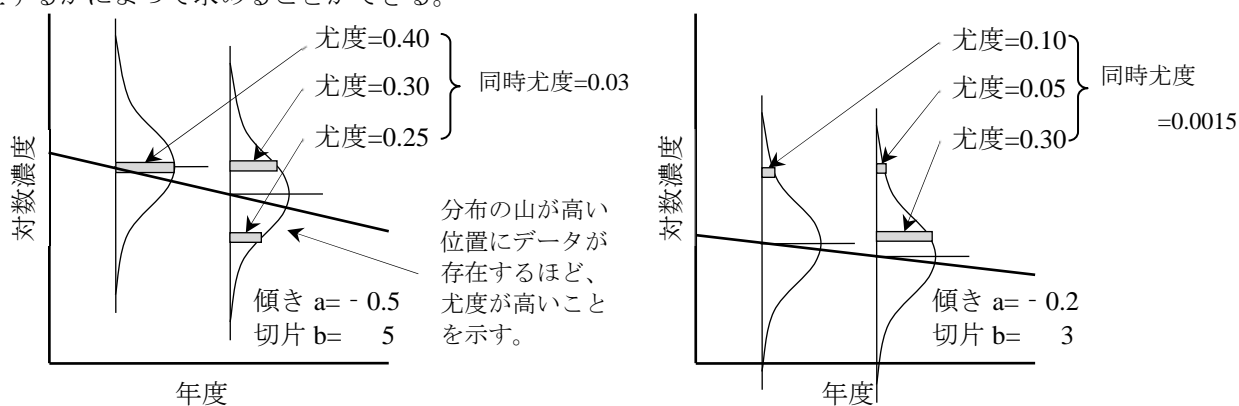 するかによって求めることができる。
尤度=0.40
尤度=0.30
尤度=0.25
同時尤度=0.03
対数濃度
分布の山が高い
位置にデータが
存在するほど、
尤度が高いこと
を示す。
傾き a=‐0.5
切片 b= 5
年度
尤度=0.10
尤度=0.05
尤度=0.30
同時尤度
=0.0015
対数濃度
傾き a=‐0.2
切片 b= 3
年度